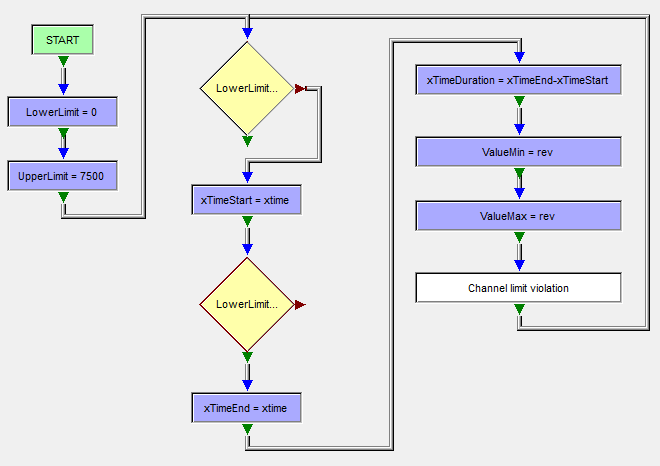 START
LowerLimit = 0
UpperLimit = 7500
LowerLimit...
xTimeStart = xtime
LowerLimit...
xTimeEnd = xtime
xTimeDuration = xTimeEnd-xTimeStart
ValueMin = rev
ValueMax = rev
Channel limit violation